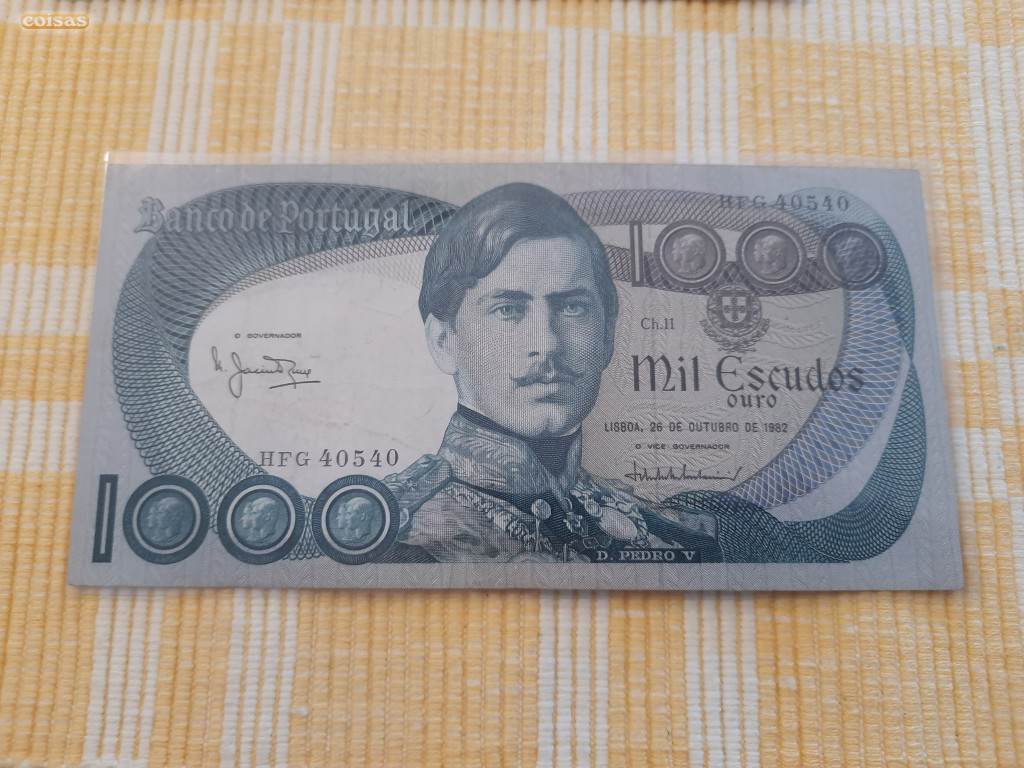 coisas
Banco de Portugal
HFG 40540
1000
Ch.11
O GOVERNADOR
Mil Escudos
ouro
LISBOA, 26 DE OUTUBRO DE 1982
O VICE-GOVERNADOR
HFG 40540
1000
D. PEDRO V